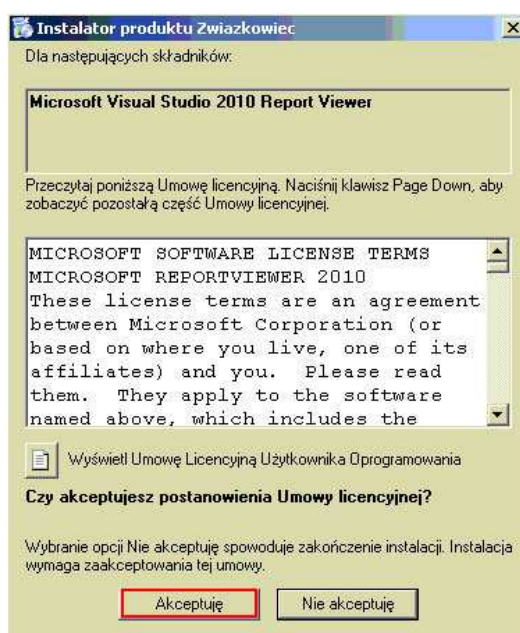 Instalator produktu Zwiazkowiec
Dla następujących składników:
Microsoft Visual Studio 2010 Report Viewer
Przeczytaj poniższą Umowę licencyjną. Naciśnij klawisz Page Down, aby
zobaczyć pozostałą część Umowy licencyjnej.
MICROSOFT SOFTWARE LICENSE TERMS
MICROSOFT REPORTVIEWER 2010
These license terms are an agreement
between Microsoft Corporation (or
based on where you live, one of its
affiliates) and you.  Please read
them.  They apply to the software
named above, which includes the
Wyświetl Umowę Licencyjną Użytkownika Oprogramowania
Czy akceptujesz postanowienia Umowy licencyjnej?
Wybranie opcji Nie akceptuję spowoduje zakończenie instalacji. Instalacja
wymaga zaakceptowania tej umowy.
Akceptuję
Nie akceptuję